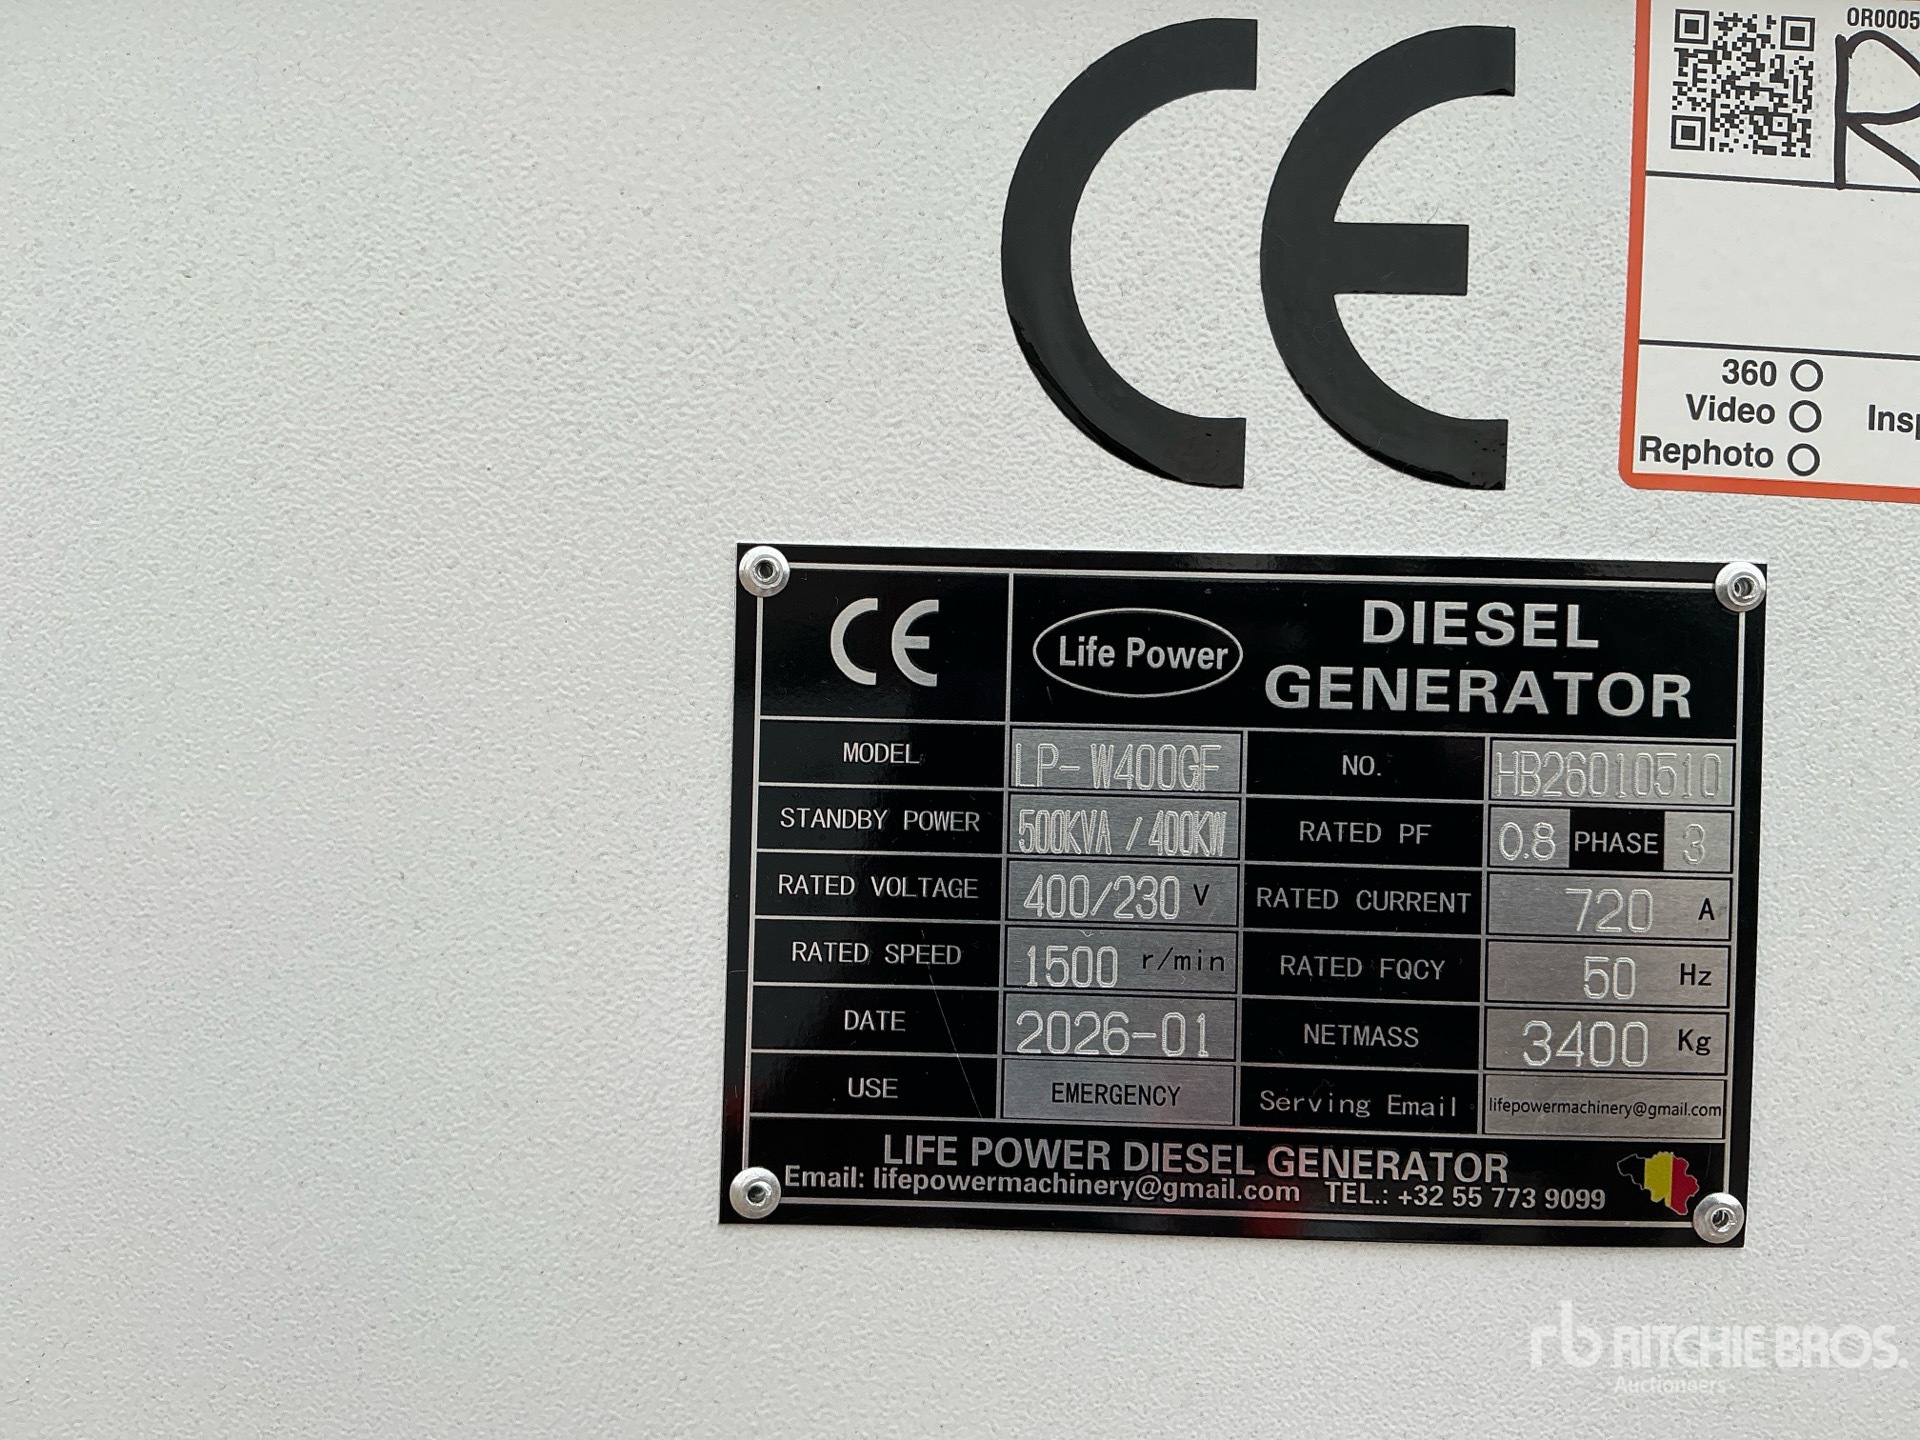 CE
OR0005
R
360
Video
Rephoto
CE
Life Power
DIESEL
GENERATOR
MODEL LP-W400GF NO. HB26010510
STANDBY POWER 500KVA / 400KW RATED PF 0.8 PHASE 3
RATED VOLTAGE 400/230 V RATED CURRENT 720 A
RATED SPEED 1500 r/min RATED FQCY 50 Hz
DATE 2026-01 NETMASS 3400 Kg
USE EMERGENCY Serving Email lifepowermachinery@gmail.com
LIFE POWER DIESEL GENERATOR
Email: lifepowermachinery@gmail.com TEL.: +32 55 773 9099
rb RITCHIE BROS.
Auctioneers